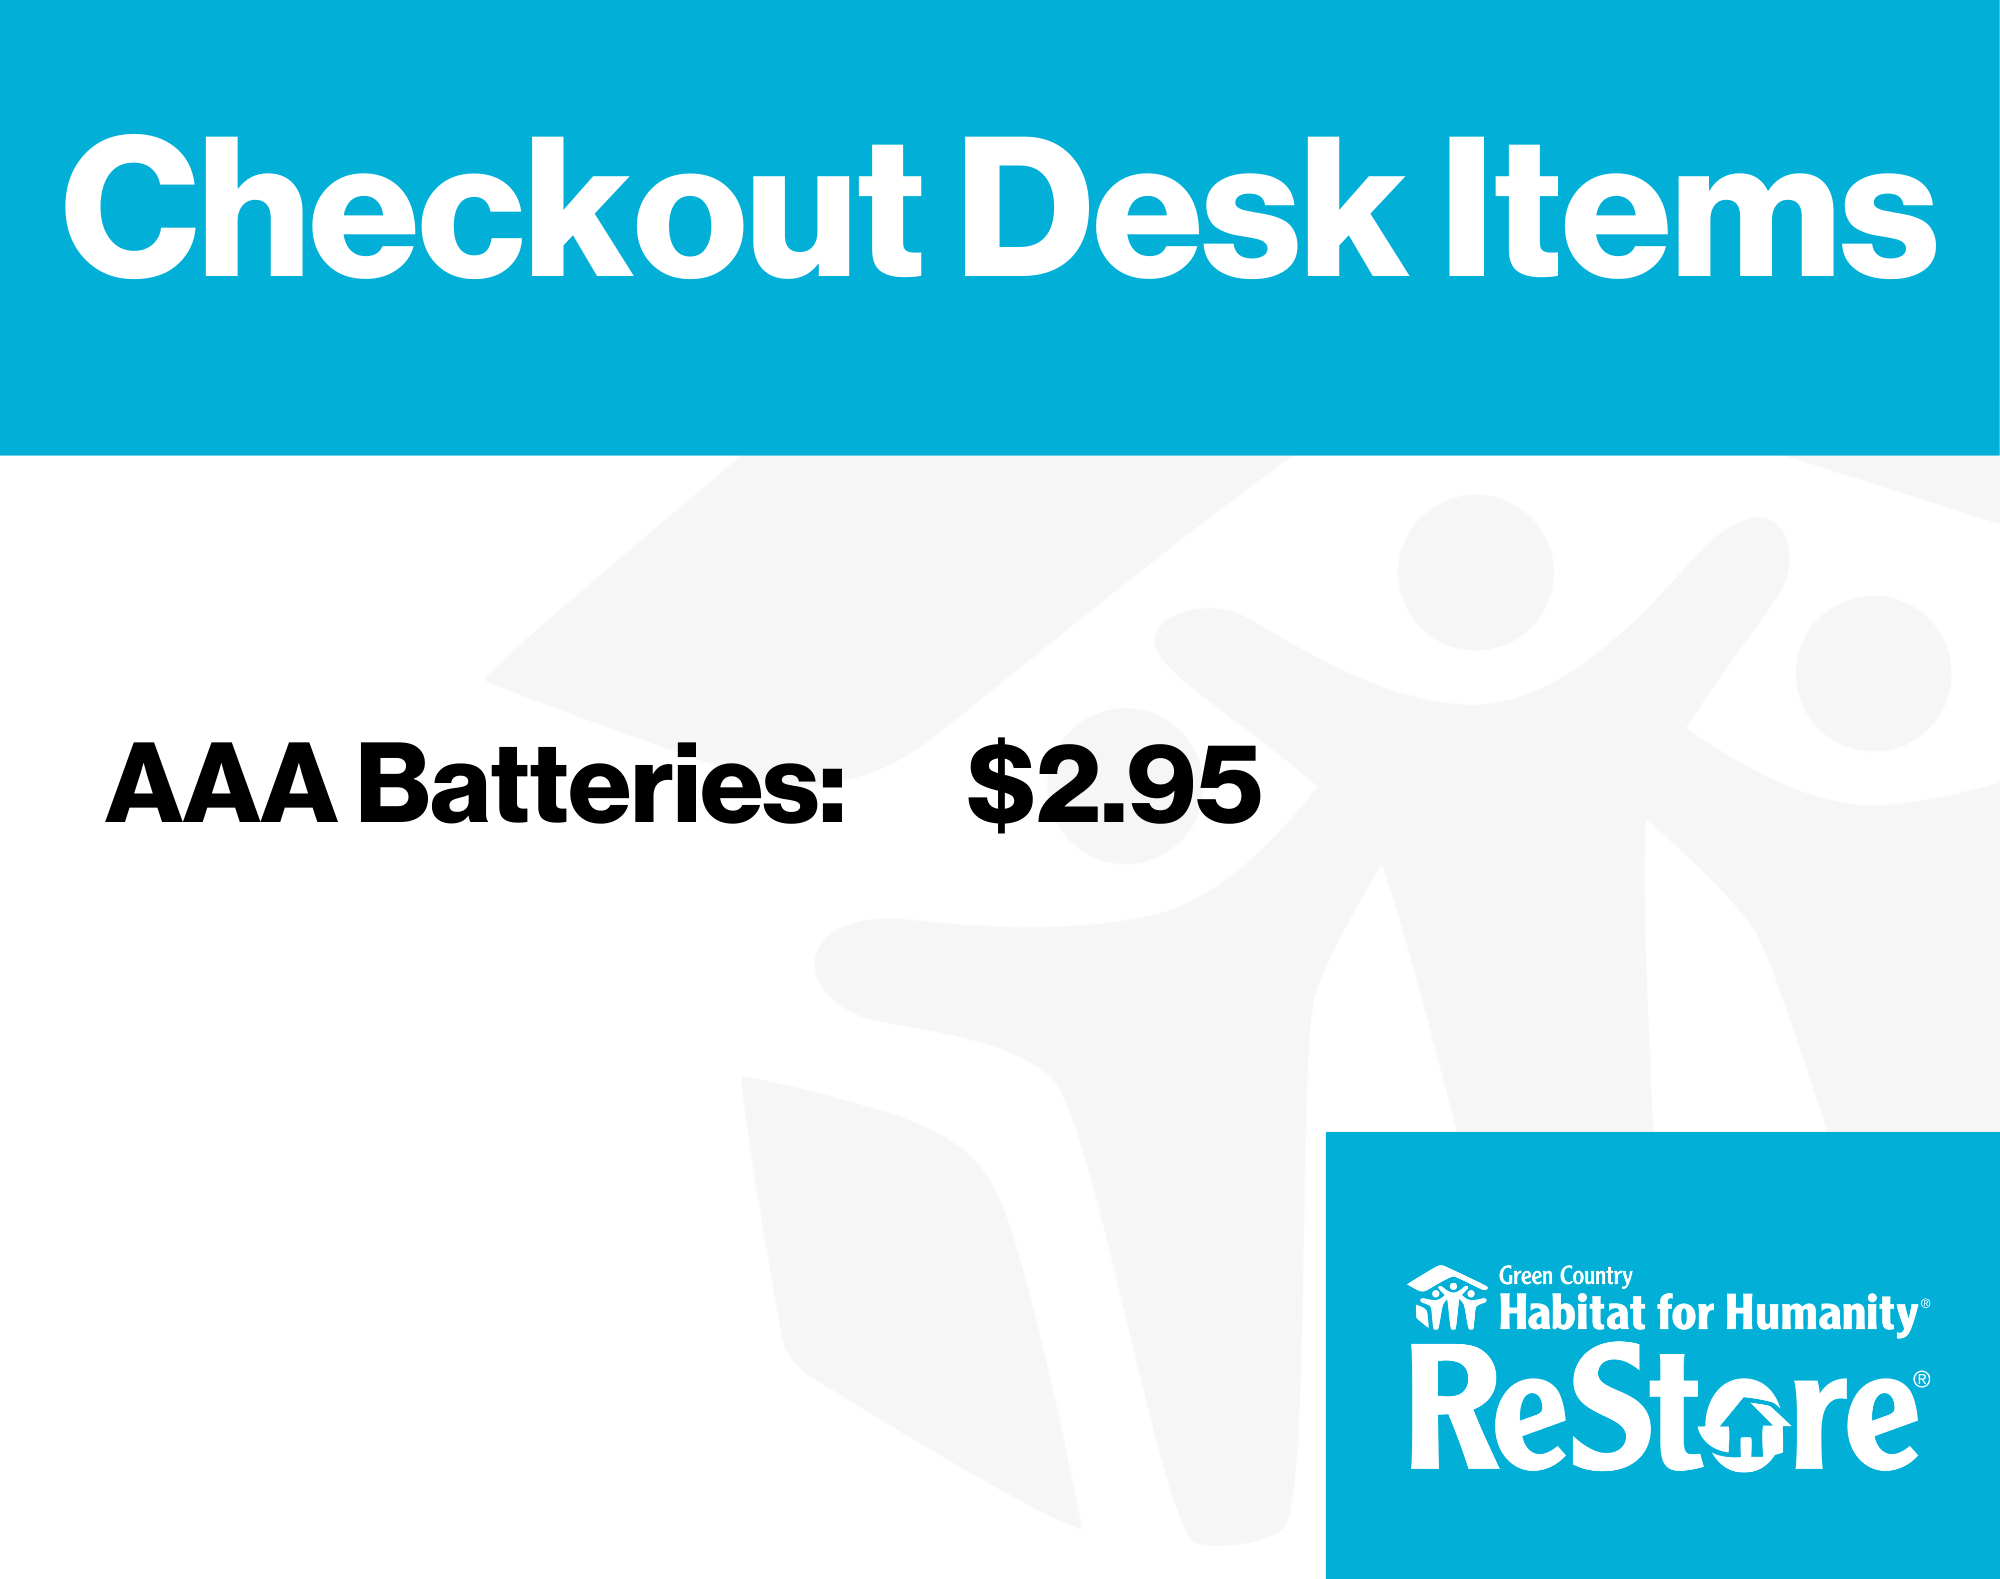 Checkout Desk Items
AAA Batteries: $2.95
Green Country
Habitat for Humanity®
ReStore®